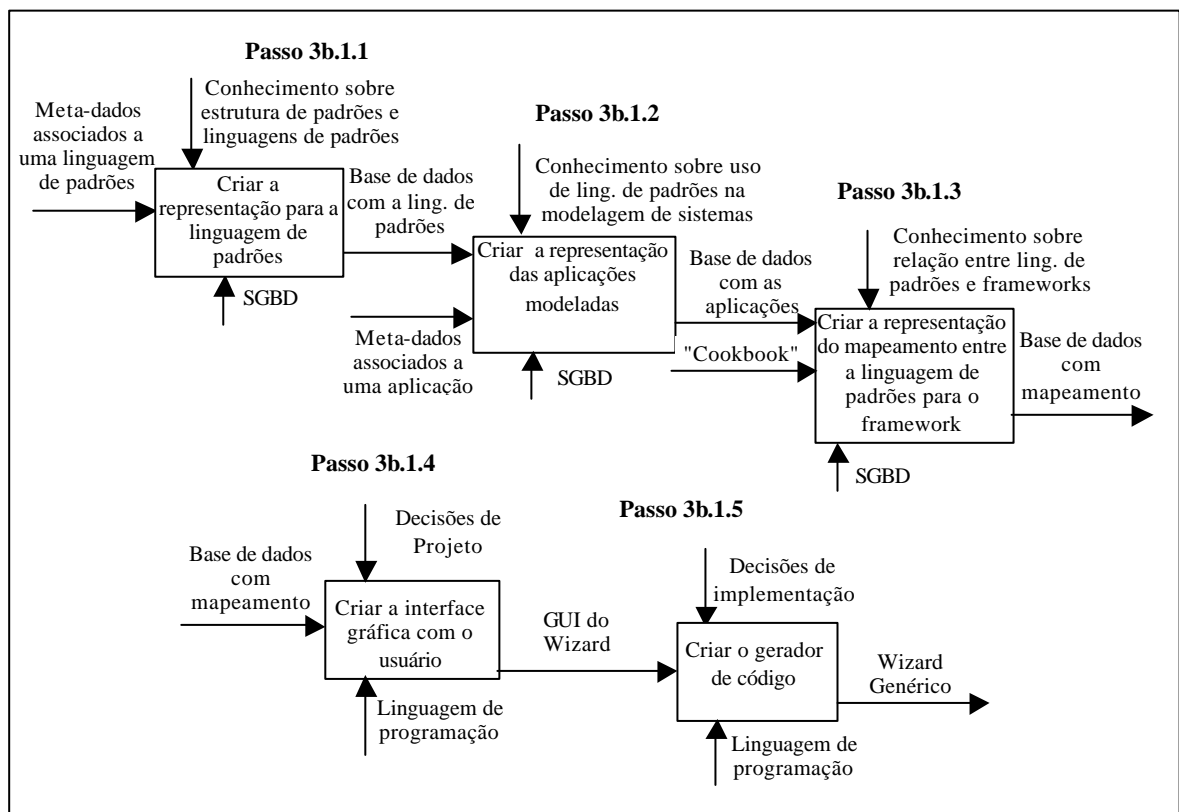 Passo 3b.1.1
Conhecimento sobre
estrutura de padrões e
linguagens de padrões
Meta-dados
associados a
uma linguagem
de padrões
Criar a
representação para a
linguagem de
padrões
SGBD
Base de dados
com a ling. de
padrões
Passo 3b.1.2
Conhecimento sobre uso
de ling. de padrões na
modelagem de sistemas
Criar a representação
das aplicações
modeladas
Meta-dados
associados a
uma aplicação
SGBD
Base de dados
com as
aplicações
"Cookbook"
Passo 3b.1.3
Conhecimento sobre
relação entre ling. de
padrões e frameworks
Criar a representação
do mapeamento entre
a linguagem de
padrões para o
framework
SGBD
Base de dados
com
mapeamento
Passo 3b.1.4
Decisões de
Projeto
Base de dados
com
mapeamento
Criar a interface
gráfica com o
usuário
Linguagem de
programação
GUI do
Wizard
Passo 3b.1.5
Decisões de
implementação
Criar o gerador
de código
Linguagem de
programação
Wizard
Genérico